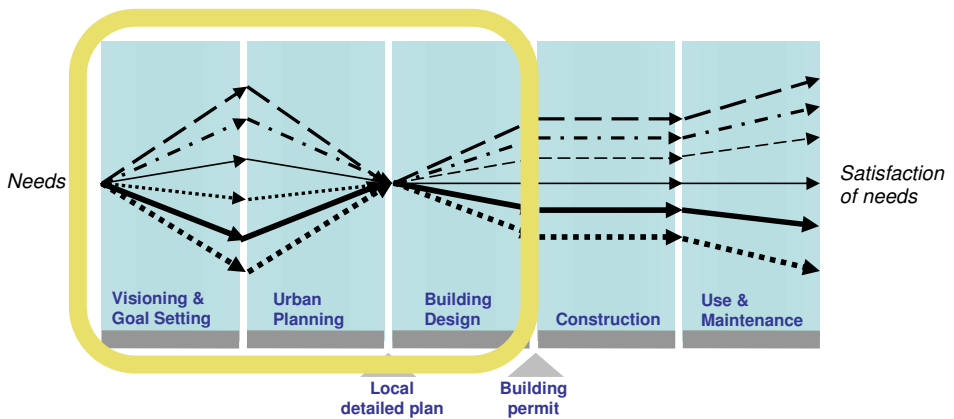 Needs
Visioning &
Goal Setting
Urban
Planning
Building
Design
Construction
Use &
Maintenance
Satisfaction
of needs
Local
detailed plan
Building
permit